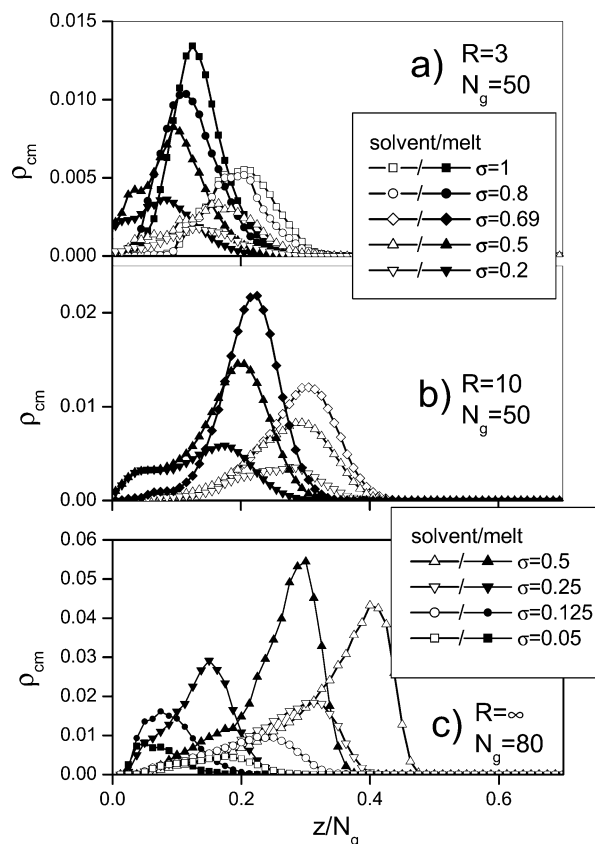 0.015
0.010
0.005
0.000
ρcm
a) R=3
Ng=50
solvent/melt
-□-/-■- σ=1
-○-/-●- σ=0.8
-◇-/-◆- σ=0.69
-△-/-▲- σ=0.5
-▽-/-▼- σ=0.2
0.02
0.01
0.00
ρcm
b) R=10
Ng=50
solvent/melt
-△-/-▲- σ=0.5
-▽-/-▼- σ=0.25
-○-/-●- σ=0.125
-□-/-■- σ=0.05
0.06
0.05
0.04
0.03
0.02
0.01
0.00
ρcm
c) R=∞
Ng=80
0.0 0.2 0.4 0.6
z/Ng